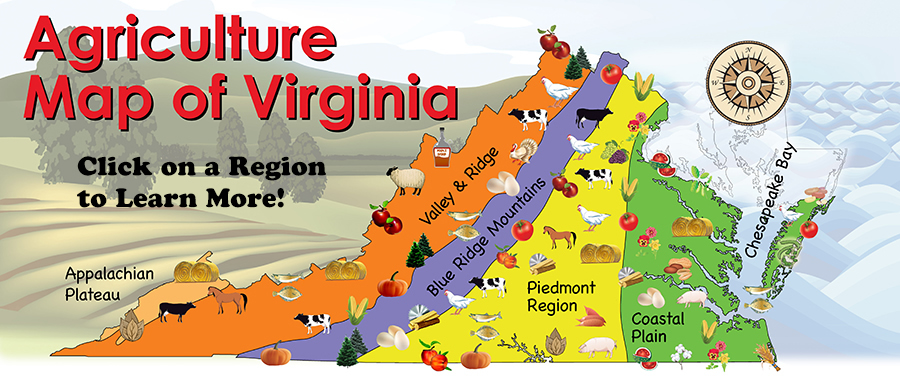 Agriculture
Map of Virginia
Click on a Region
to Learn More!
Appalachian
Plateau
Valley & Ridge
Blue Ridge Mountains
Piedmont
Region
Coastal
Plain
Chesapeake Bay
N
W
E
S